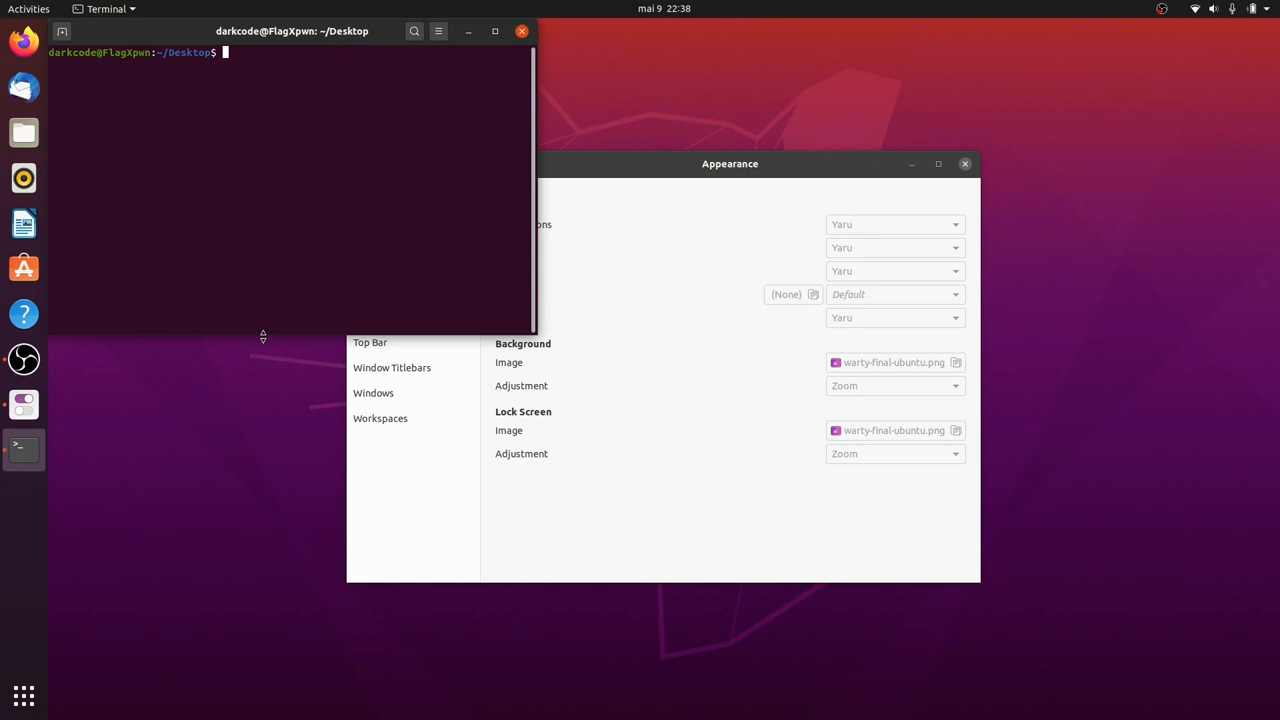 Activities
Terminal
mai 9 22:38
darkcode@FlagXpwn: ~/Desktop
darkcode@FlagXpwn:~/Desktop$
Appearance
ons
Yaru
Yaru
Yaru
(None)
Default
Yaru
Top Bar
Window Titlebars
Windows
Workspaces
Background
Image
warty-final-ubuntu.png
Adjustment
Zoom
Lock Screen
Image
warty-final-ubuntu.png
Adjustment
Zoom